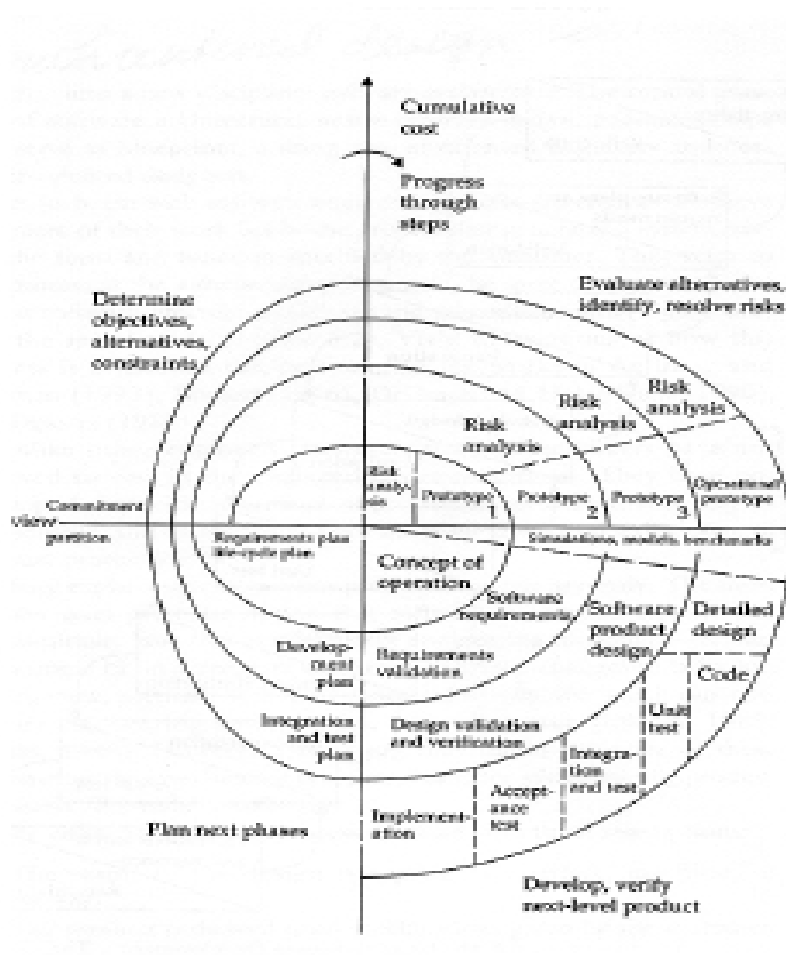 Cumulative
cost
Progress
through
steps
Determine
objectives,
alternatives,
constraints
Evaluate alternatives,
identify, resolve risks
Risk
analysis
Risk
analysis
Risk
analysis
Risk
analy-
sis
Prototype
1
Prototype
2
Prototype
3
Operational
prototype
Commitment
partition
Requirements plan
life-cycle plan
Concept of
operation
Simulations, models, benchmarks
Software
requirements
Software
product
design
Detailed
design
Develop-
ment
plan
Requirements
validation
Code
Unit
test
Integration
and test
plan
Design validation
and verification
Integra-
tion
and test
Accept-
ance
test
Implement-
ation
Plan next phases
Develop, verify
next-level product